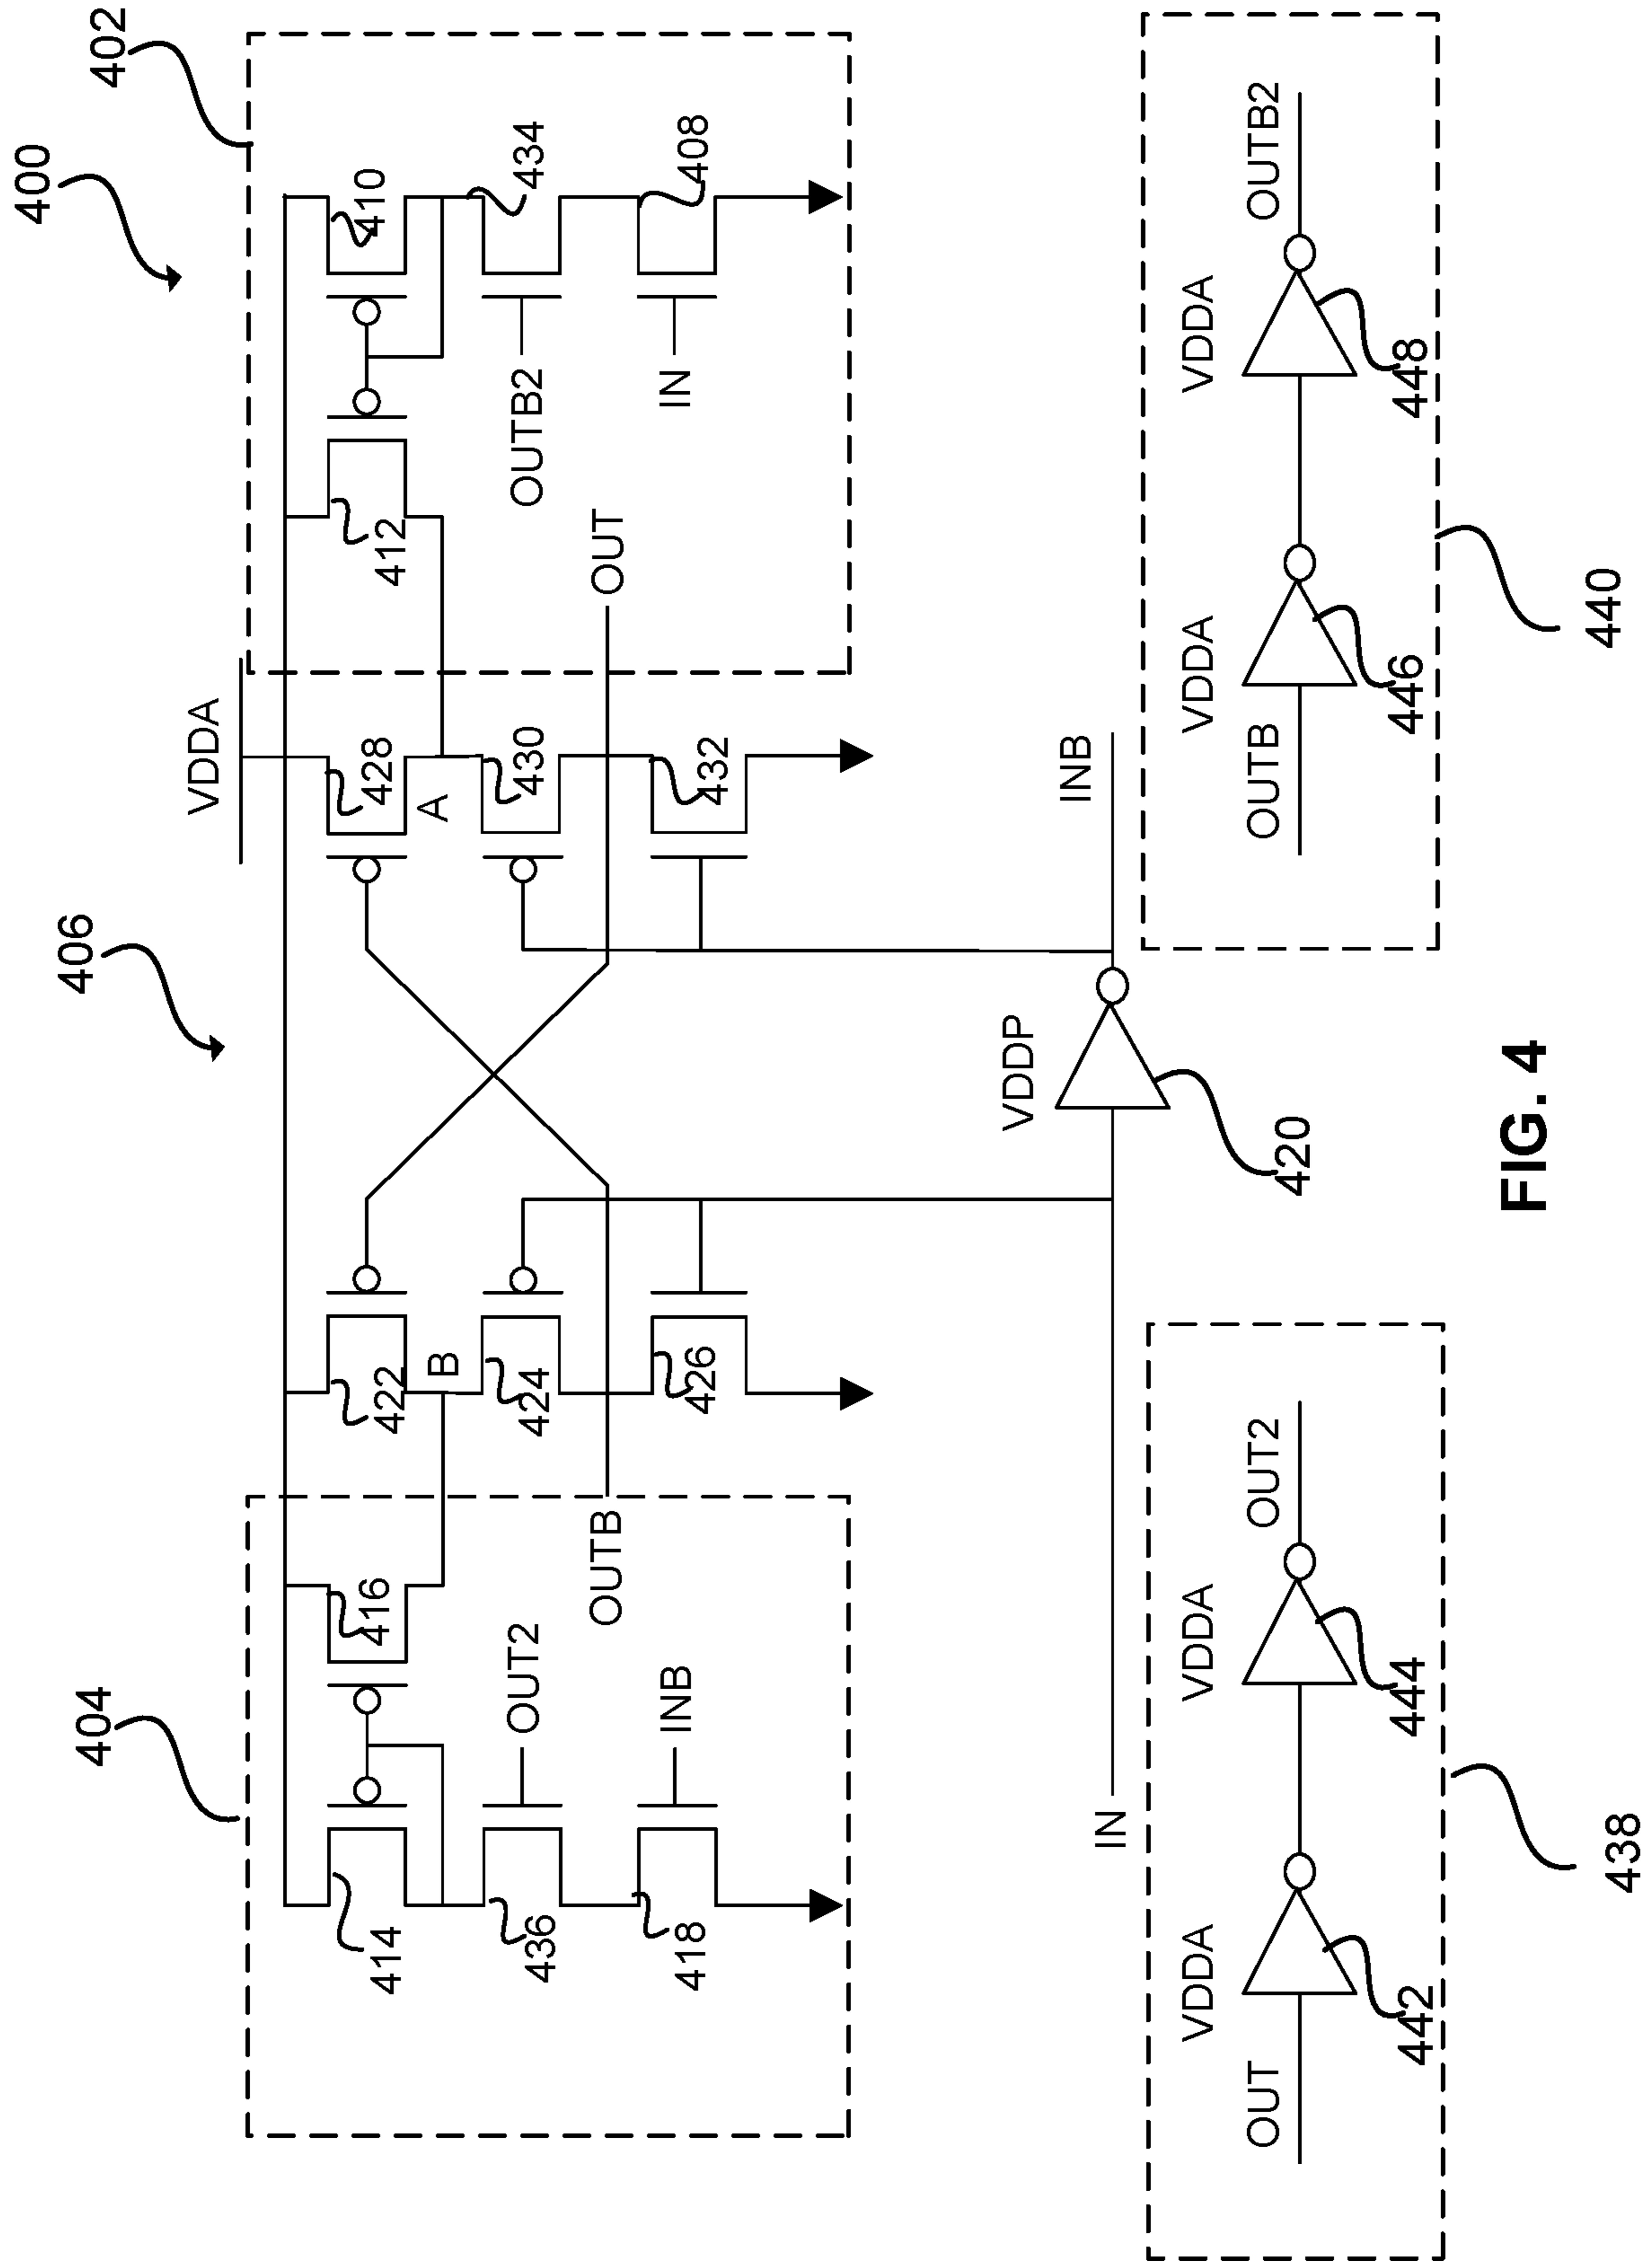 400
406
402
404
VDDA
410
412
428
422
416
414
A
B
434
430
424
436
OUTB2
OUT2
OUT
OUTB
408
432
426
418
IN
INB
INB
VDDP
IN
420
438
OUT
VDDA
442
VDDA
444
OUT2
440
OUTB
VDDA
446
VDDA
448
OUTB2
FIG. 4